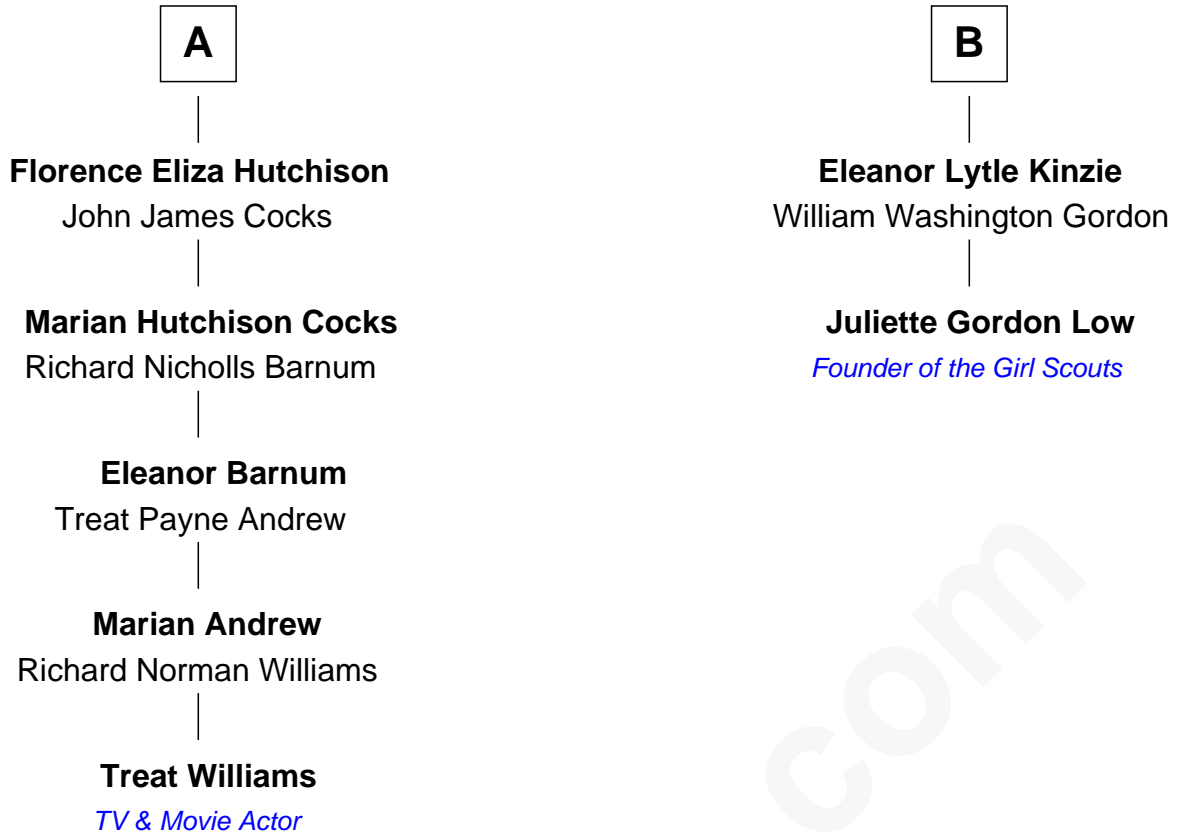 A
Florence Eliza Hutchison
John James Cocks
Marian Hutchison Cocks
Richard Nicholls Barnum
Eleanor Barnum
Treat Payne Andrew
Marian Andrew
Richard Norman Williams
Treat Williams
TV & Movie Actor
B
Eleanor Lytle Kinzie
William Washington Gordon
Juliette Gordon Low
Founder of the Girl Scouts
com